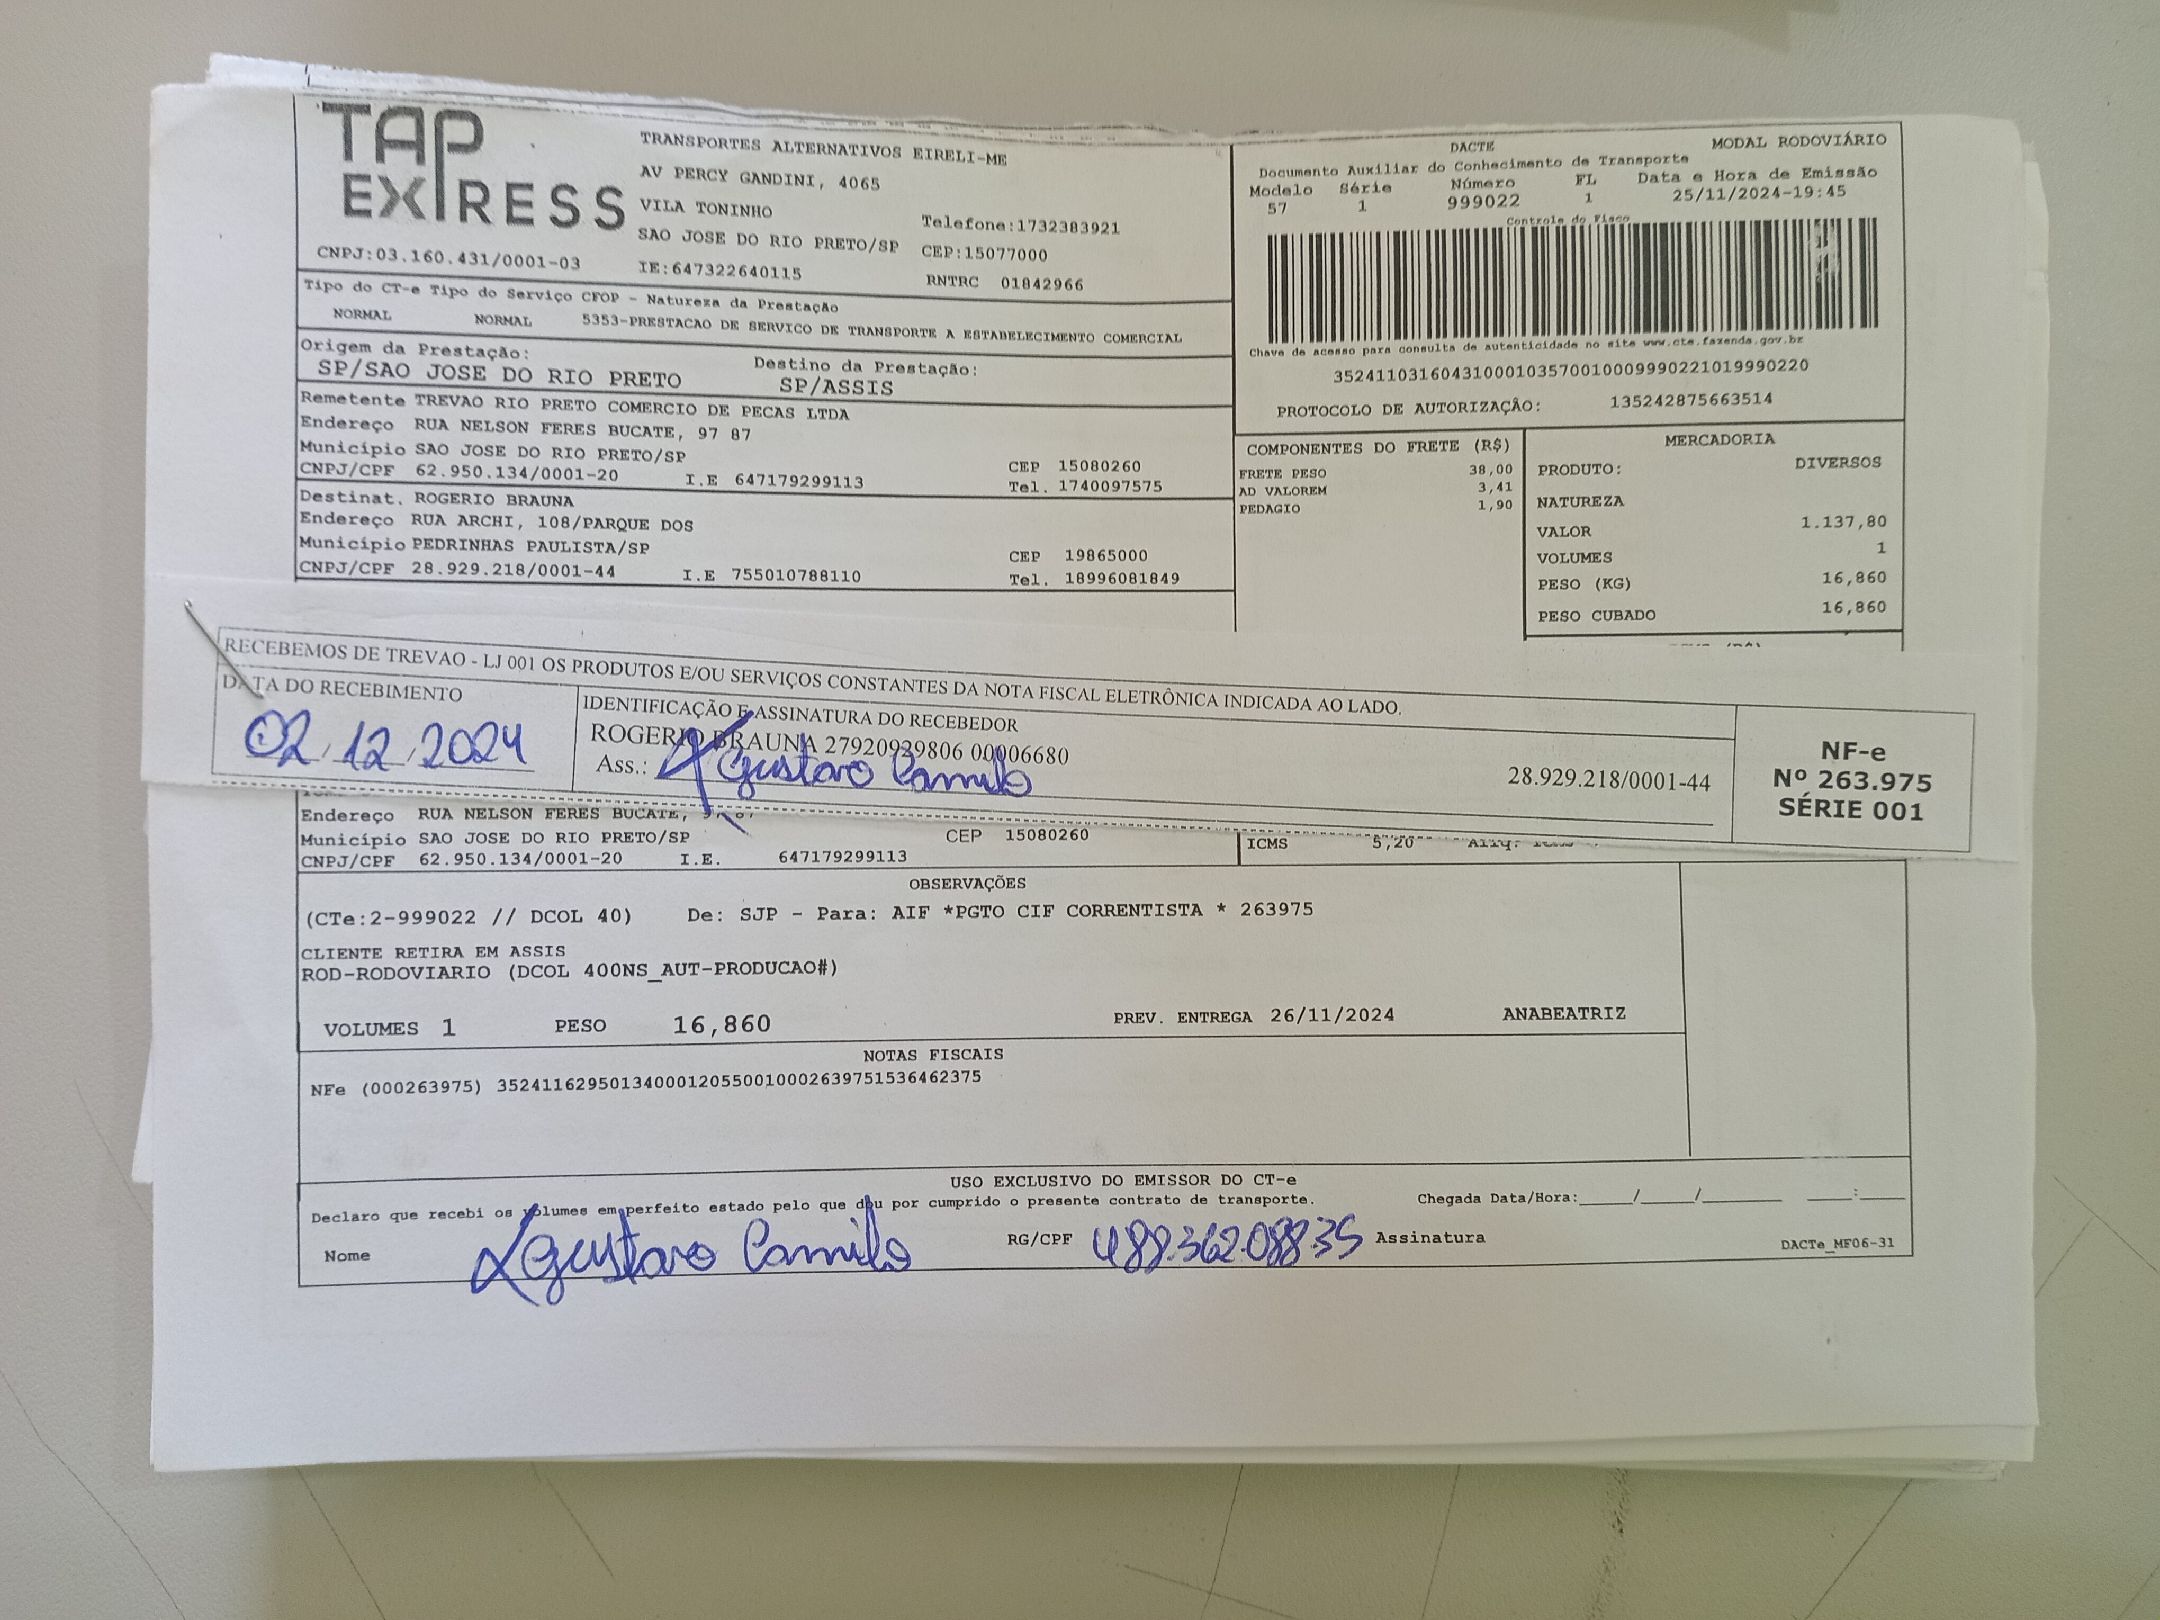 TAP EXPRESS
TRANSPORTES ALTERNATIVOS EIRELI-ME
AV PERCY GANDINI, 4065
VILA TONINHO
Telefone:1732383921
SAO JOSE DO RIO PRETO/SP CEP:15077000
CNPJ:03.160.431/0001-03 IE:647322640115 RNTRC 01842966
DACTE MODAL RODOVIÁRIO
Documento Auxiliar do Conhecimento de Transporte
Modelo Série Número FL Data e Hora de Emissão
57 1 999022 1 25/11/2024-19:45
Controle do Fisco
Chave de acesso para consulta de autenticidade no site www.cte.fazenda.gov.br
35241103160431000103570010009990221019990220
PROTOCOLO DE AUTORIZAÇÂO: 135242875663514
Tipo do CT-e Tipo do Serviço CFOP - Natureza da Prestação
NORMAL NORMAL 5353-PRESTACAO DE SERVICO DE TRANSPORTE A ESTABELECIMENTO COMERCIAL
Origem da Prestação: Destino da Prestação:
SP/SAO JOSE DO RIO PRETO SP/ASSIS
Remetente TREVAO RIO PRETO COMERCIO DE PECAS LTDA
Endereço RUA NELSON FERES BUCATE, 97 87
Município SAO JOSE DO RIO PRETO/SP CEP 15080260
CNPJ/CPF 62.950.134/0001-20 I.E 647179299113 Tel. 1740097575
Destinat. ROGERIO BRAUNA
Endereço RUA ARCHI, 108/PARQUE DOS
Município PEDRINHAS PAULISTA/SP CEP 19865000
CNPJ/CPF 28.929.218/0001-44 I.E 755010788110 Tel. 18996081849
COMPONENTES DO FRETE (R$)
FRETE PESO 38,00
AD VALOREM 3,41
PEDAGIO 1,90
MERCADORIA
PRODUTO: DIVERSOS
NATUREZA
VALOR 1.137,80
VOLUMES 1
PESO (KG) 16,860
PESO CUBADO 16,860
RECEBEMOS DE TREVAO - LJ 001 OS PRODUTOS E/OU SERVIÇOS CONSTANTES DA NOTA FISCAL ELETRÔNICA INDICADA AO LADO.
DATA DO RECEBIMENTO
02/12/2024
IDENTIFICAÇÃO E ASSINATURA DO RECEBEDOR
ROGERIO BRAUNA 27920939806 00006680
Ass.: Gustavo Camilo
28.929.218/0001-44
NF-e
Nº 263.975
SÉRIE 001
Endereço RUA NELSON FERES BUCATE,
Município SAO JOSE DO RIO PRETO/SP CEP 15080260
CNPJ/CPF 62.950.134/0001-20 I.E. 647179299113
ICMS 5,20
OBSERVAÇÕES
(CTe:2-999022 // DCOL 40) De: SJP - Para: AIF *PGTO CIF CORRENTISTA * 263975
CLIENTE RETIRA EM ASSIS
ROD-RODOVIARIO (DCOL 400NS_AUT-PRODUCAO#)
VOLUMES 1 PESO 16,860 PREV. ENTREGA 26/11/2024 ANABEATRIZ
NOTAS FISCAIS
NFe (000263975) 35241162950134000120550010002639751536462375
USO EXCLUSIVO DO EMISSOR DO CT-e
Declaro que recebi os volumes em perfeito estado pelo que dou por cumprido o presente contrato de transporte. Chegada Data/Hora:____/____/______ ___:___
Nome Gustavo Camilo RG/CPF 488.362.088.35 Assinatura
DACTe_MF06-31